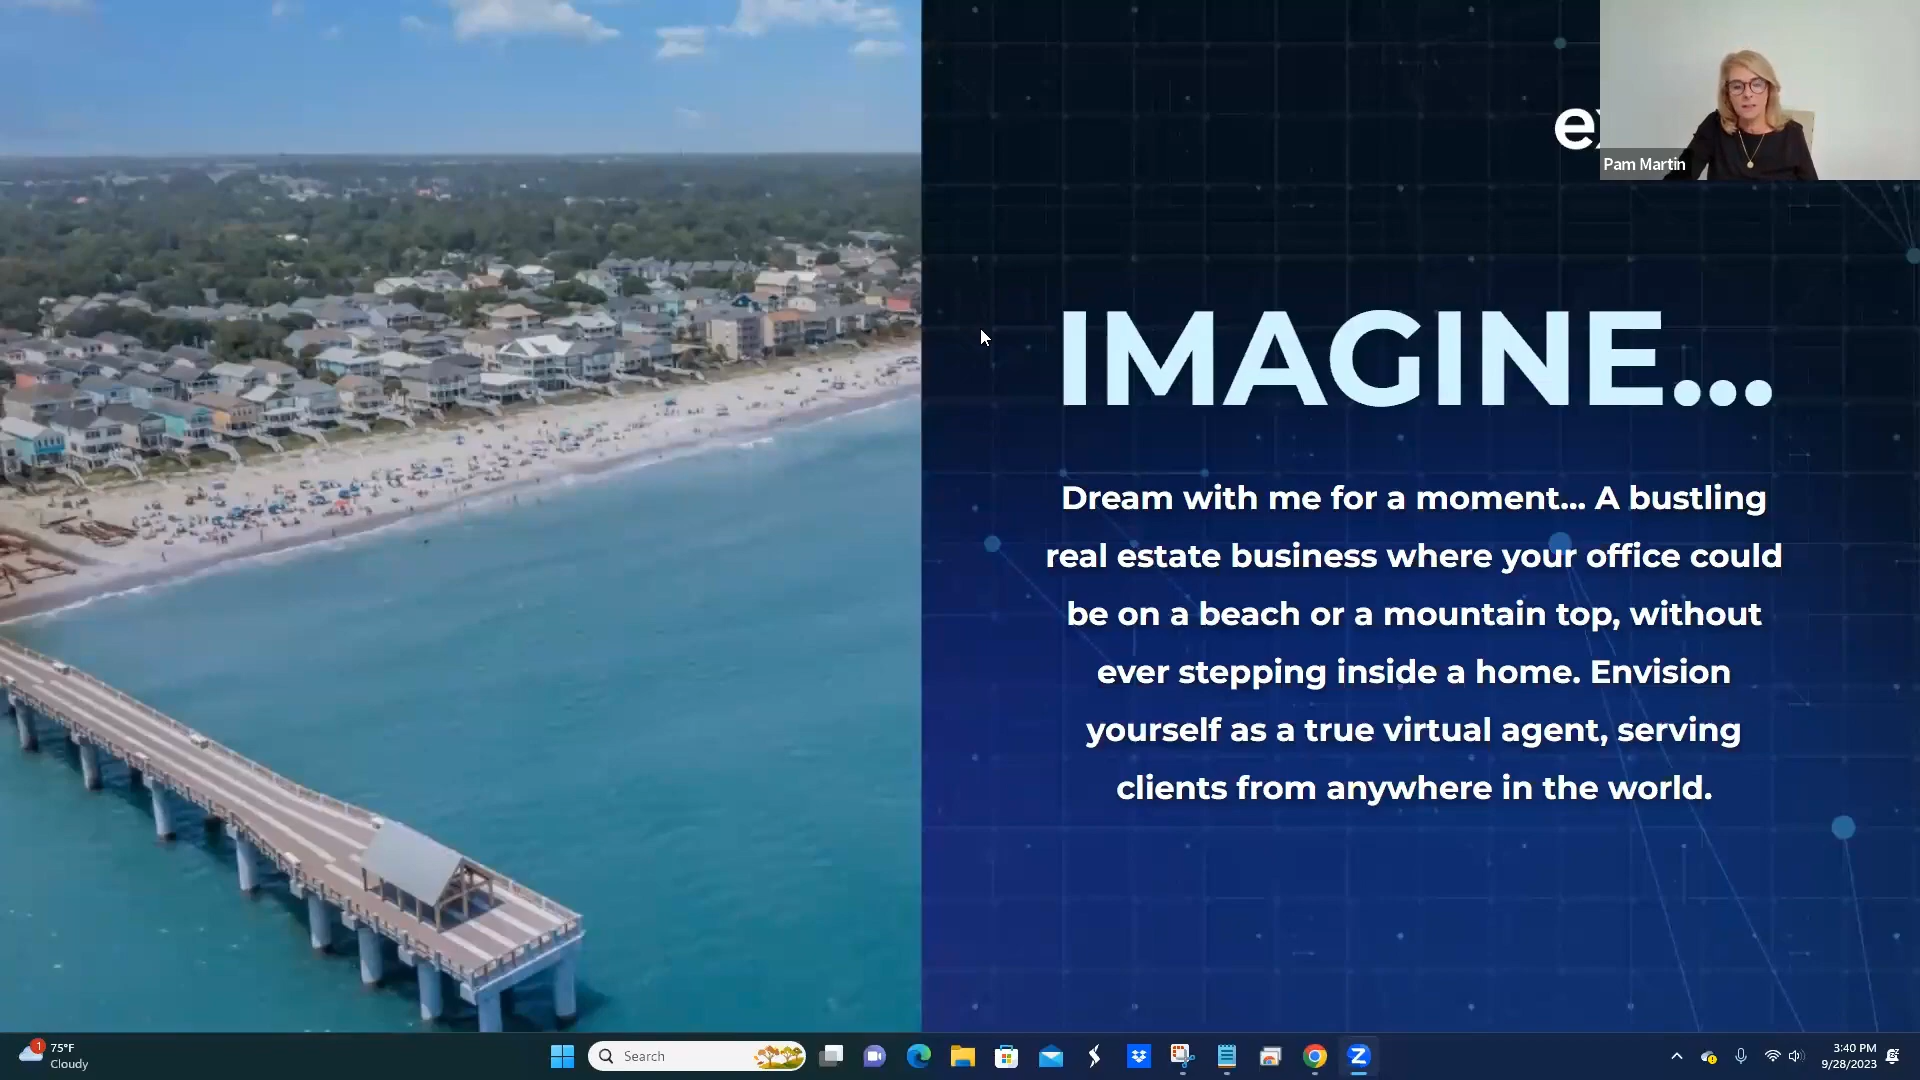 ex
Pam Martin
IMAGINE...
Dream with me for a moment... A bustling
real estate business where your office could
be on a beach or a mountain top, without
ever stepping inside a home. Envision
yourself as a true virtual agent, serving
clients from anywhere in the world.
1
75°F
Cloudy
Search
Z
3:40 PM
9/28/2023